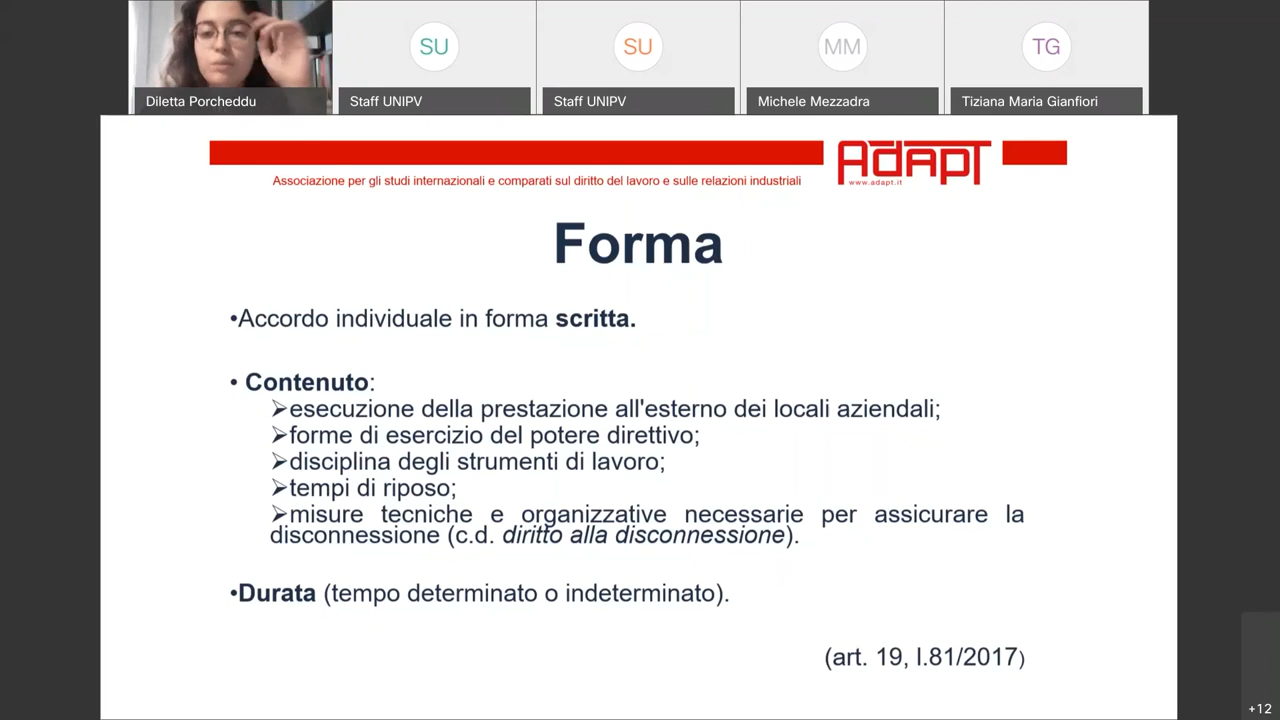 SU
SU
MM
TG
Diletta Porcheddu
Staff UNIPV
Staff UNIPV
Michele Mezzadra
Tiziana Maria Gianfiori
Adapt
Associazione per gli studi internazionali e comparati sul diritto del lavoro e sulle relazioni industriali
www.adapt.it
Forma
•Accordo individuale in forma scritta.
• Contenuto:
➢esecuzione della prestazione all'esterno dei locali aziendali;
➢forme di esercizio del potere direttivo;
➢disciplina degli strumenti di lavoro;
➢tempi di riposo;
➢misure tecniche e organizzative necessarie per assicurare la
disconnessione (c.d. diritto alla disconnessione).
•Durata (tempo determinato o indeterminato).
(art. 19, l.81/2017)
+12